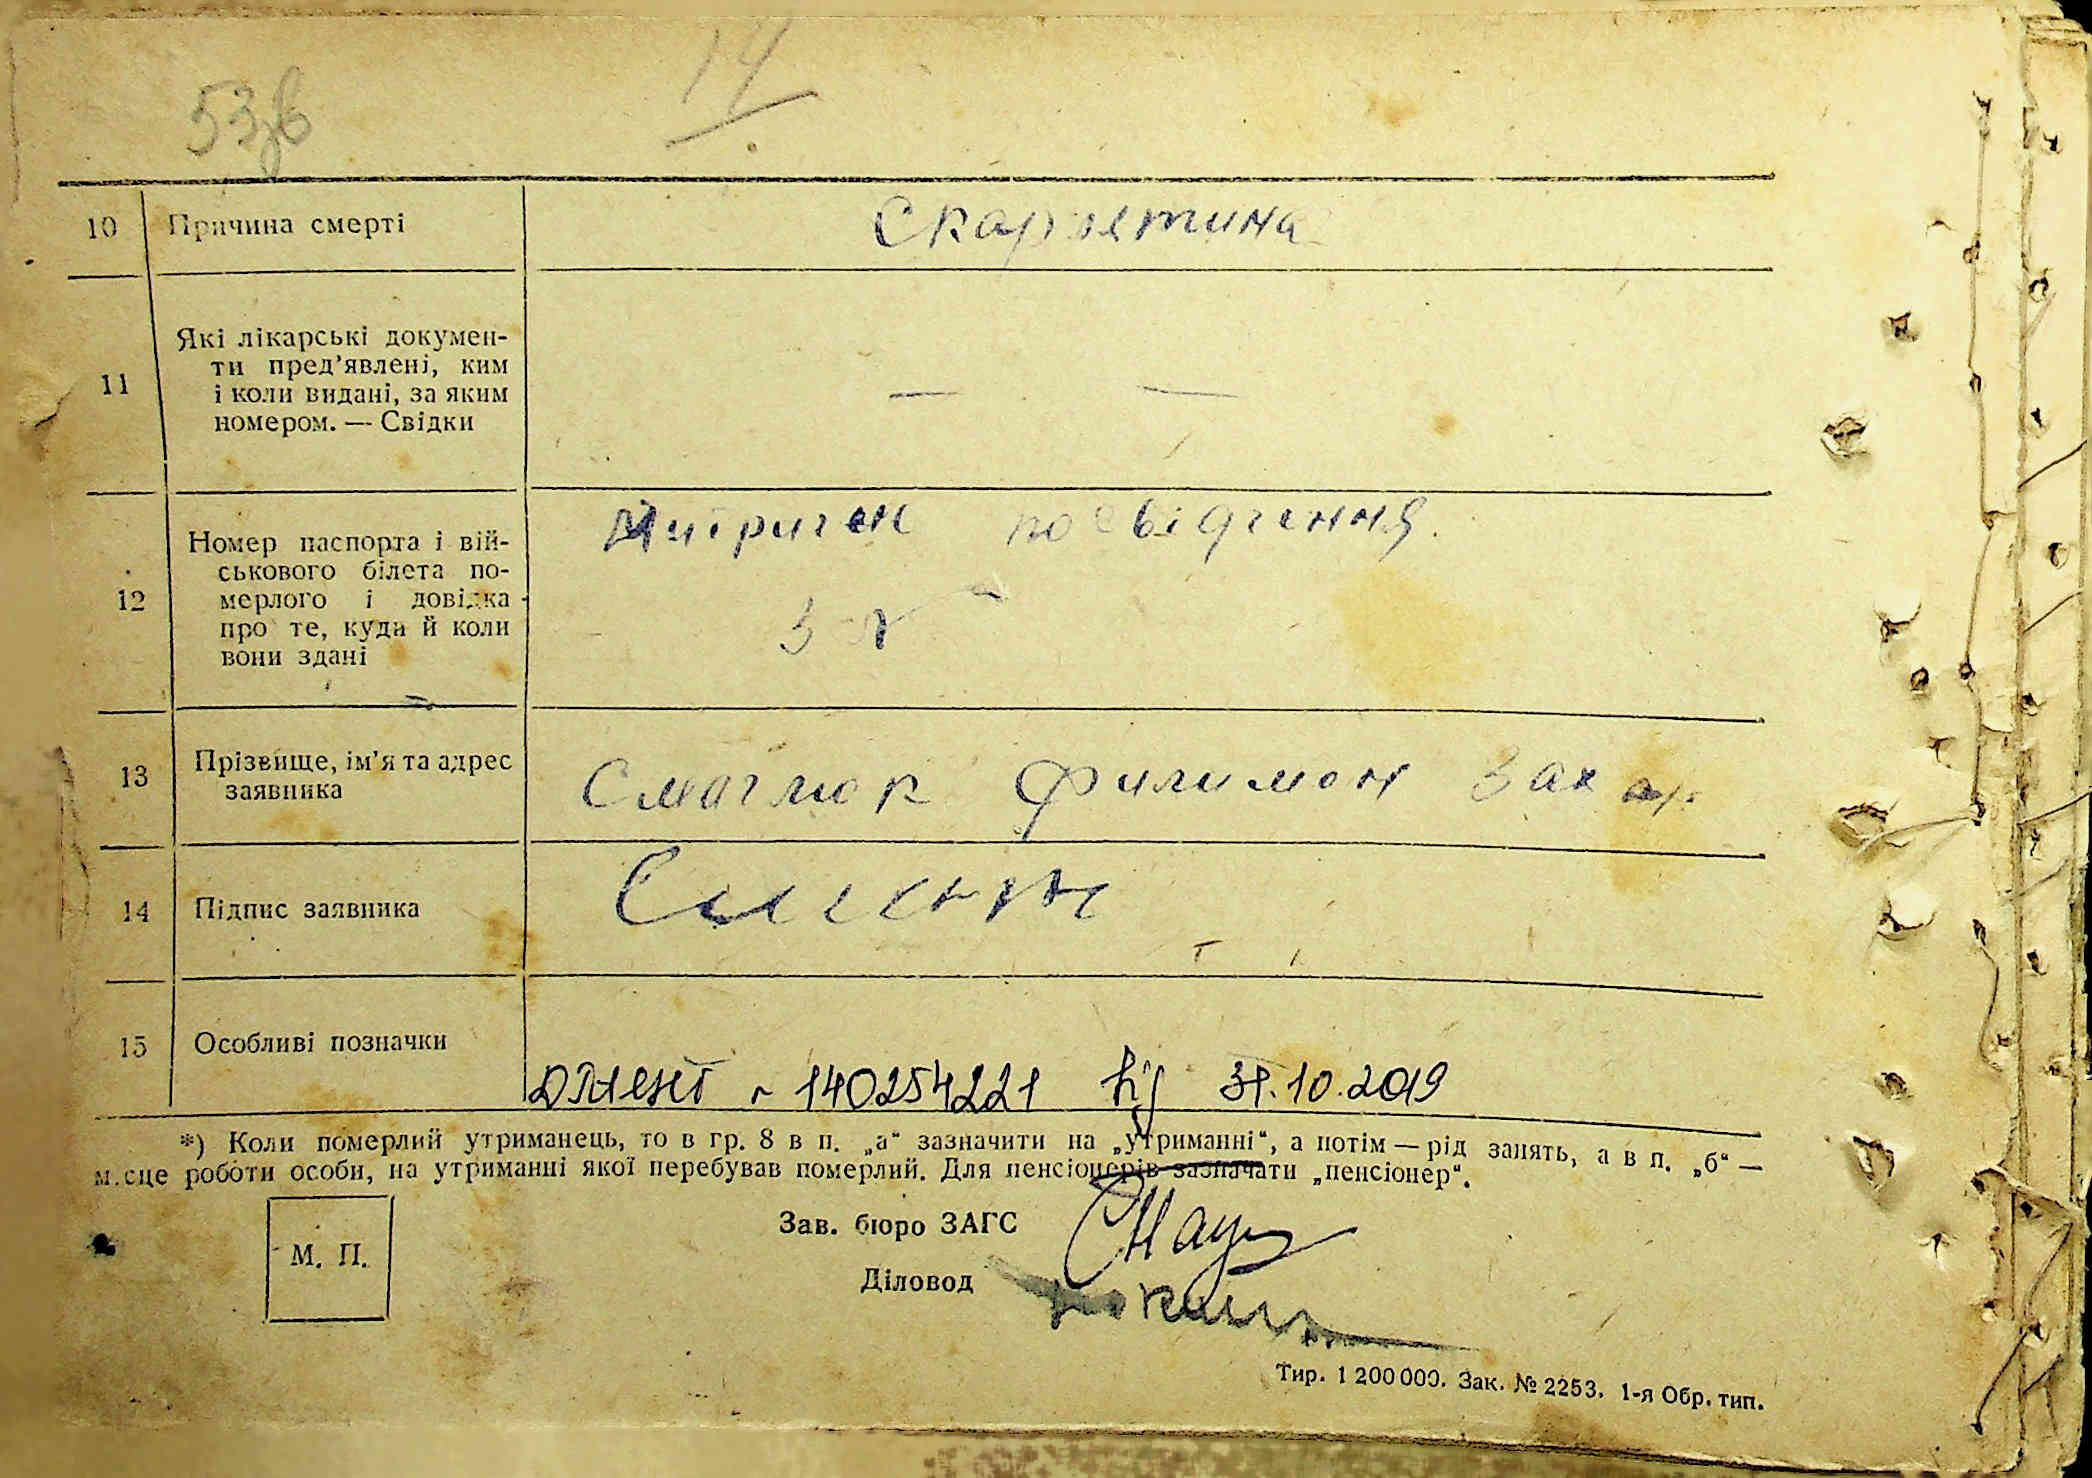 14
53зв
10 Причина смерті Скарлетина
11 Які лікарські докумен-
ти пред'явлені, ким
і коли видані, за яким
номером. — Свідки — —
12 Номер паспорта і вій-
ськового білета по-
мерлого і довідка
про те, куди й коли
вони здані
посвідчення.
13 Прізвище, ім'я та адрес
заявника Смаглюк Филимон Захар.
14 Підпис заявника
15 Особливі позначки
140254221 від 31.10.2019
*) Коли померлий утриманець, то в гр. 8 в п. „а“ зазначити на „утриманні“, а потім — рід занять, а в п. „б“ —
місце роботи особи, на утриманні якої перебував померлий. Для пенсіонерів зазначати „пенсіонер“.
М. П.
Зав. бюро ЗАГС
Діловод
Тир. 1 200 000. Зак. № 2253. 1-я Обр. тип.